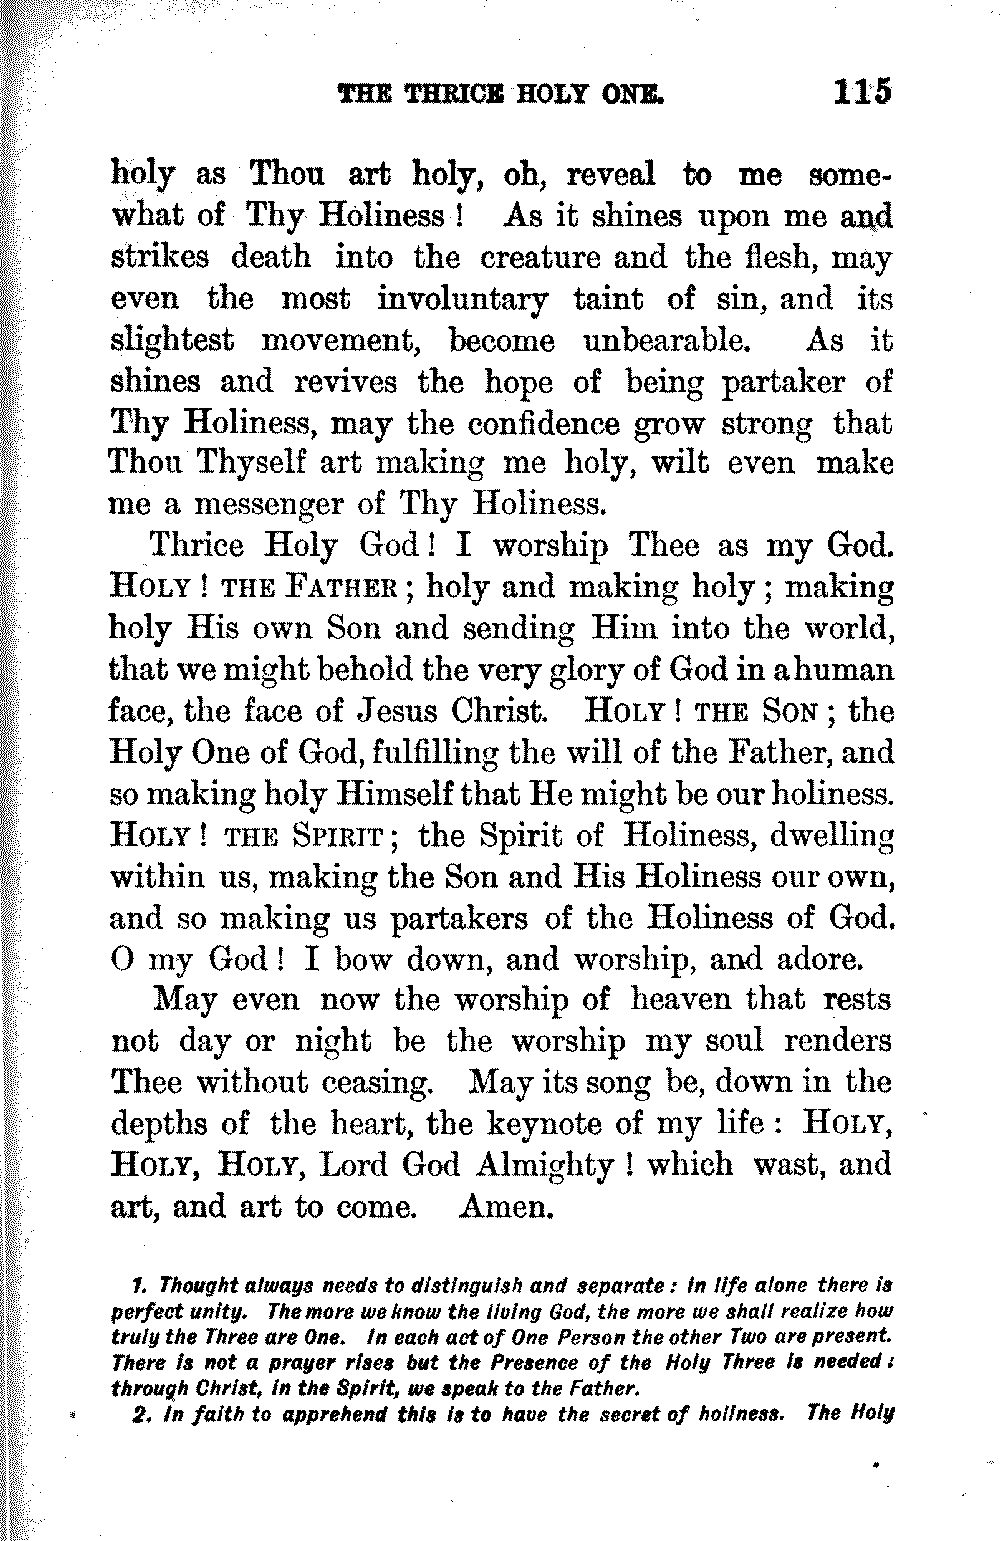 THE THRICE HOLY ONE. 115
holy as Thou art holy, oh, reveal to me some-
what of Thy Holiness ! As it shines upon me and
strikes death into the creature and the flesh, may
even the most involuntary taint of sin, and its
slightest movement, become unbearable. As it
shines and revives the hope of being partaker of
Thy Holiness, may the confidence grow strong that
Thou Thyself art making me holy, wilt even make
me a messenger of Thy Holiness.
Thrice Holy God ! I worship Thee as my God.
HOLY ! THE FATHER ; holy and making holy ; making
holy His own Son and sending Him into the world,
that we might behold the very glory of God in a human
face, the face of Jesus Christ. HOLY ! THE SON ; the
Holy One of God, fulfilling the will of the Father, and
so making holy Himself that He might be our holiness.
HOLY ! THE SPIRIT ; the Spirit of Holiness, dwelling
within us, making the Son and His Holiness our own,
and so making us partakers of the Holiness of God.
O my God ! I bow down, and worship, and adore.
May even now the worship of heaven that rests
not day or night be the worship my soul renders
Thee without ceasing. May its song be, down in the
depths of the heart, the keynote of my life : HOLY,
HOLY, HOLY, Lord God Almighty ! which wast, and
art, and art to come. Amen.
1. Thought always needs to distinguish and separate : in life alone there is
perfect unity. The more we know the living God, the more we shall realize how
truly the Three are One. In each act of One Person the other Two are present.
There is not a prayer rises but the Presence of the Holy Three is needed :
through Christ, in the Spirit, we speak to the Father.
2. In faith to apprehend this is to have the secret of holiness. The Holy